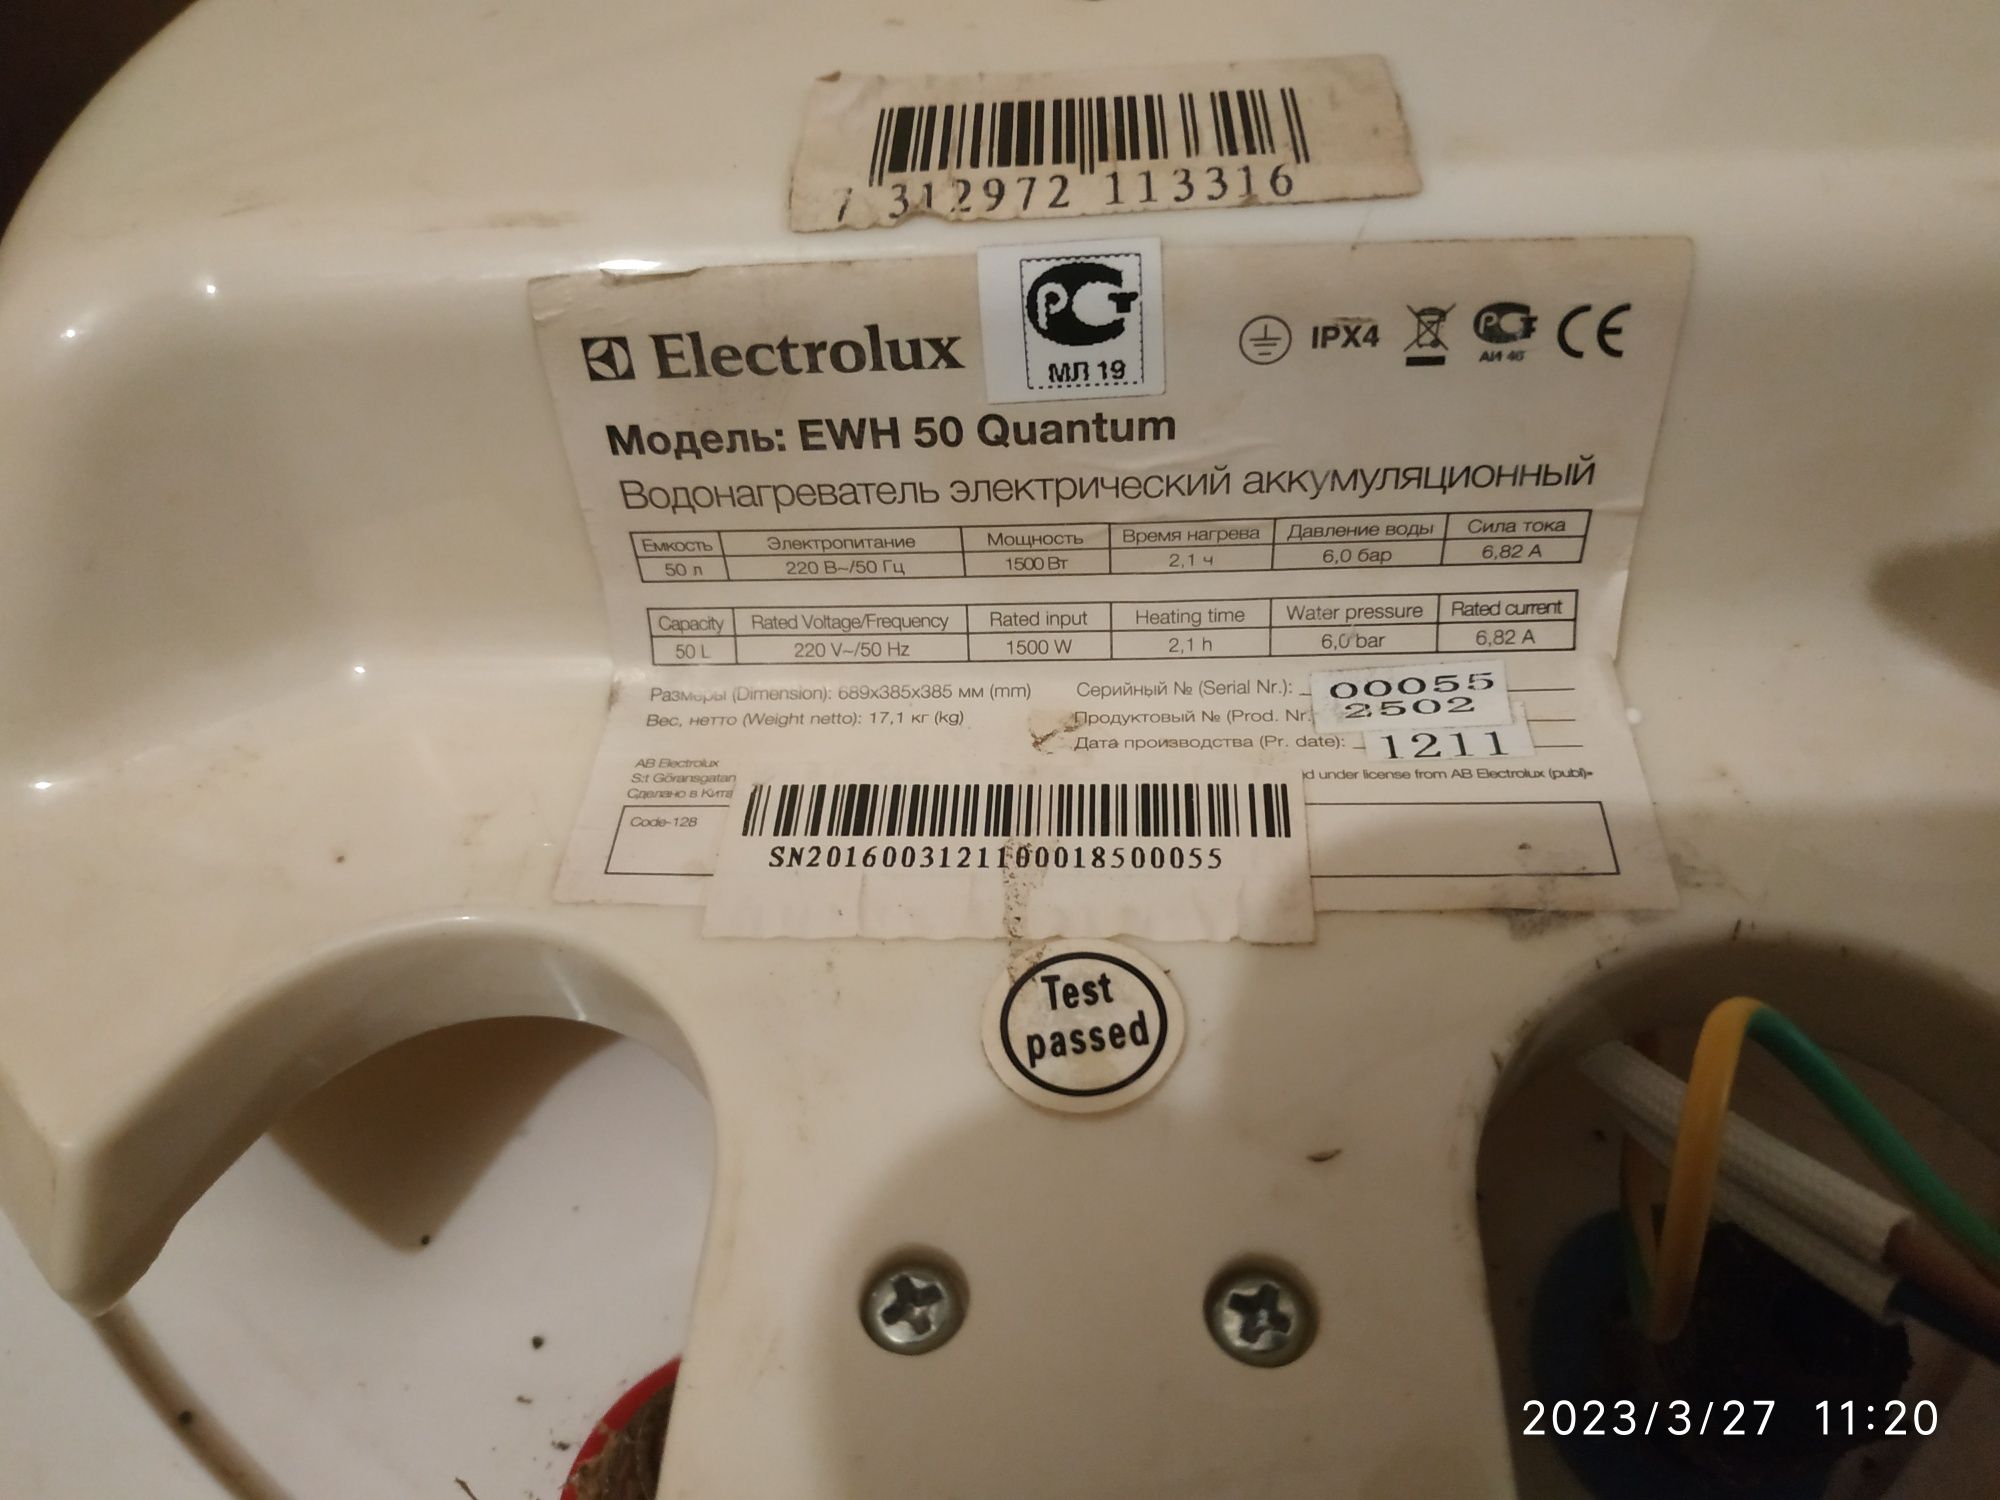 7 312972 113316
Electrolux
РСТ
МЛ 19
IPX4
РСТ
АИ 46
CE
Модель: EWH 50 Quantum
Водонагреватель электрический аккумуляционный
Емкость Электропитание Мощность Время нагрева Давление воды Сила тока
50 л 220 В~/50 Гц 1500 Вт 2,1 ч 6,0 бар 6,82 А
Capacity Rated Voltage/Frequency Rated input Heating time Water pressure Rated current
50 L 220 V~/50 Hz 1500 W 2,1 h 6,0 bar 6,82 A
Размеры (Dimension): 689x385x385 мм (mm)
Вес, нетто (Weight netto): 17,1 кг (kg)
Серийный № (Serial Nr.): 00055
Продуктовый № (Prod. Nr. 2502
Дата производства (Pr. date): 1211
AB Electrolux
S:t Göransgatan
Сделано в Кита
d under license from AB Electrolux (publ)
Code-128
SN2016003121100018500055
Test
passed
2023/3/27 11:20